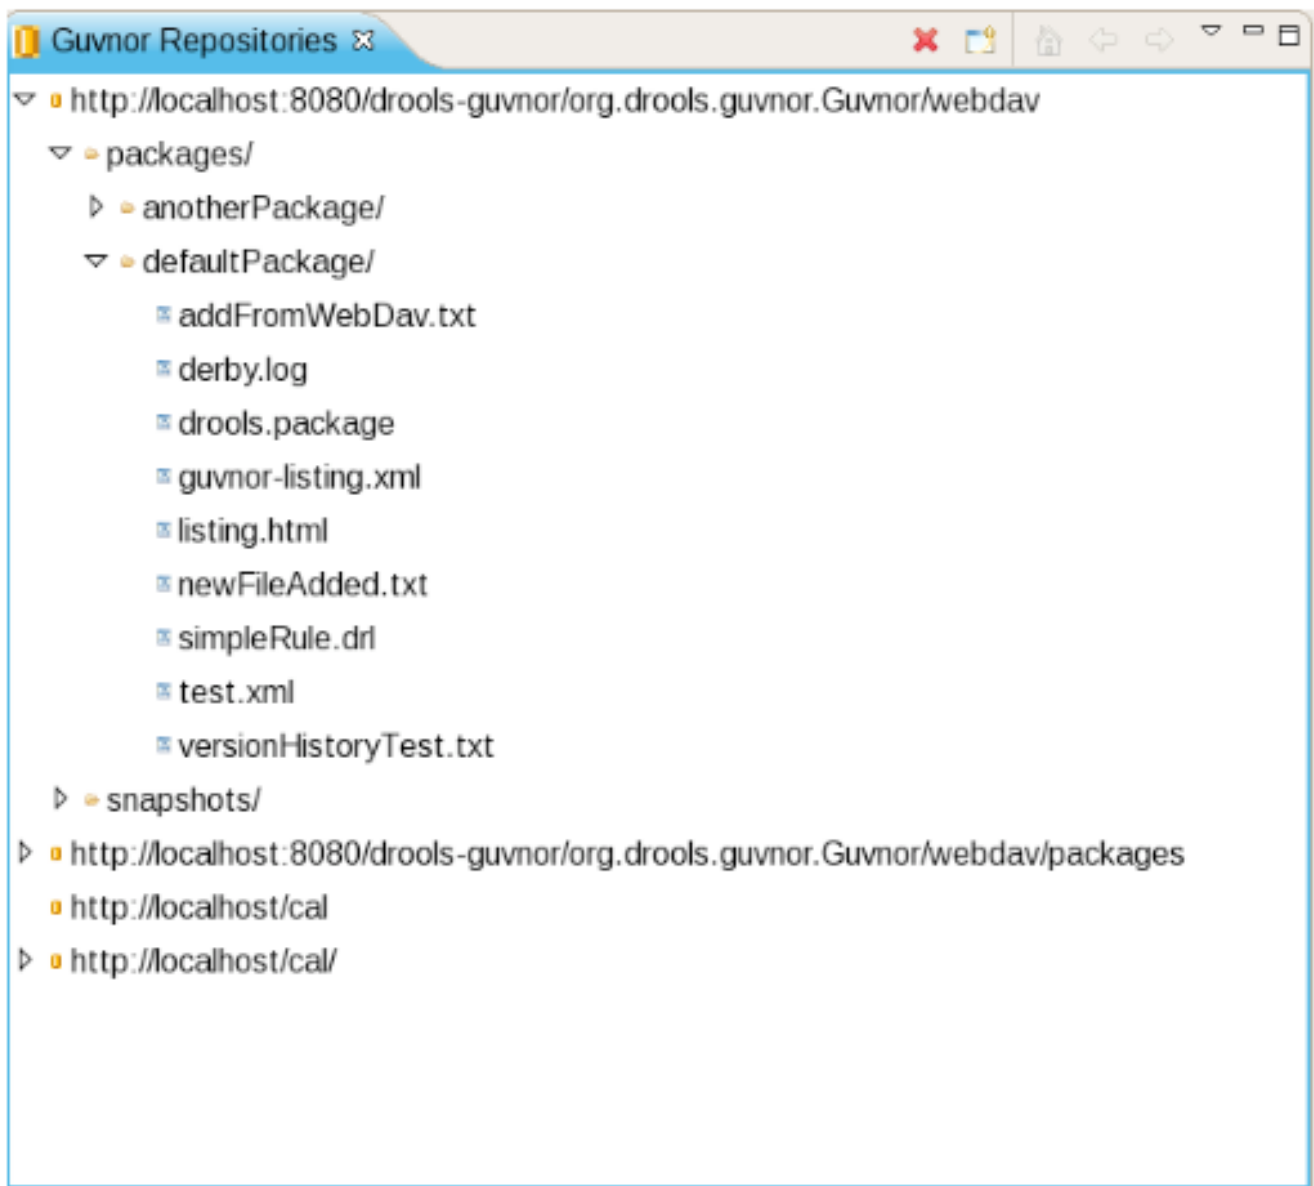 Guvnor Repositories
http://localhost:8080/drools-guvnor/org.drools.guvnor.Guvnor/webdav
packages/
anotherPackage/
defaultPackage/
addFromWebDav.txt
derby.log
drools.package
guvnor-listing.xml
listing.html
newFileAdded.txt
simpleRule.drl
test.xml
versionHistoryTest.txt
snapshots/
http://localhost:8080/drools-guvnor/org.drools.guvnor.Guvnor/webdav/packages
http://localhost/cal
http://localhost/cal/